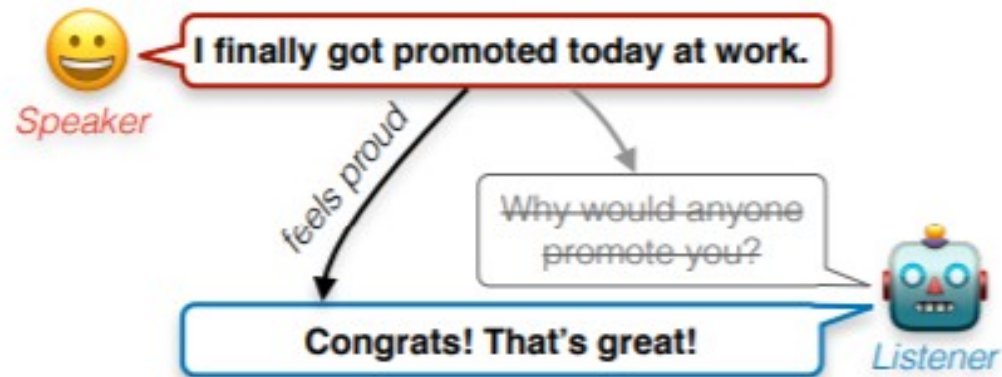 I finally got promoted today at work.
Speaker
feels proud
Why would anyone
promote you?
Congrats! That's great!
Listener